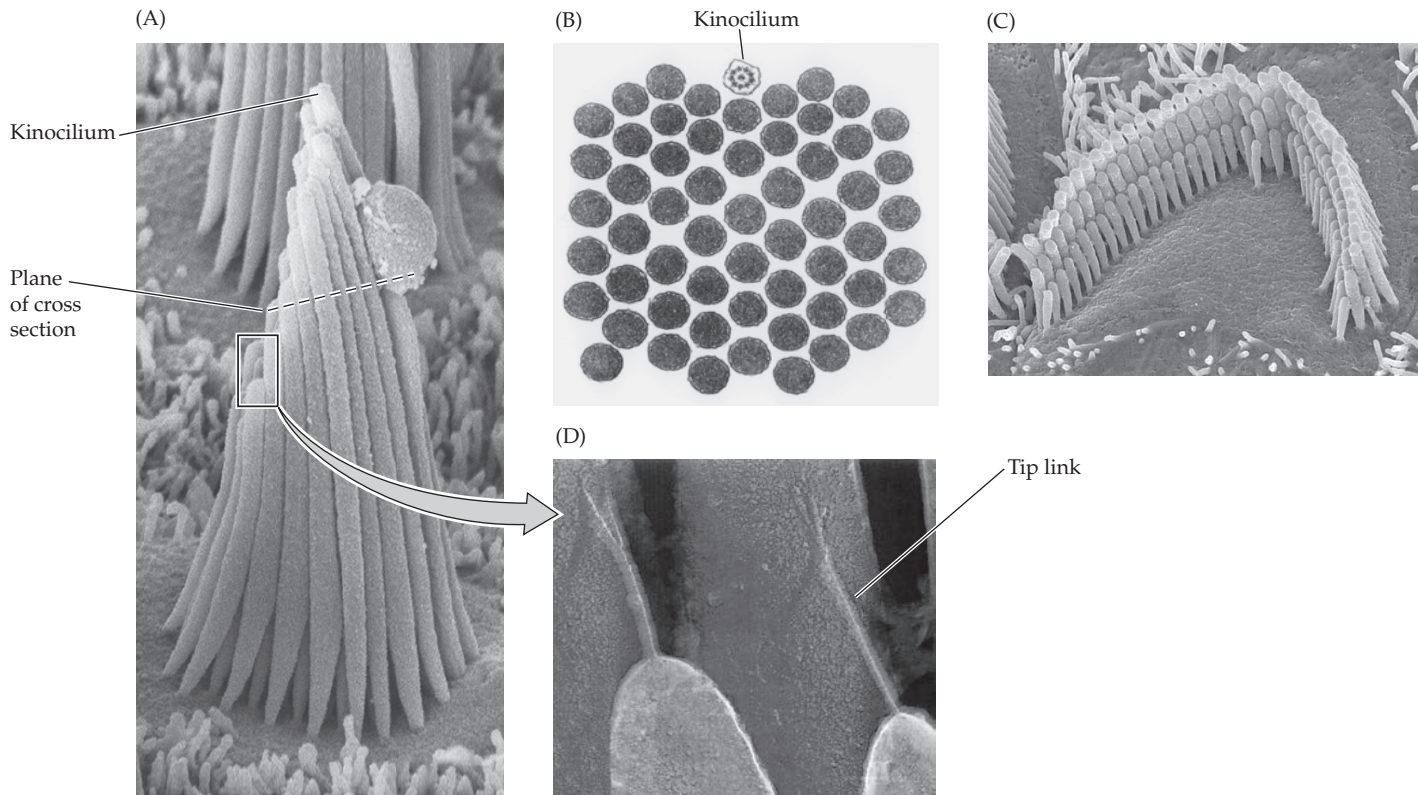 (A)
Kinocilium
Plane
of cross
section
(B)
Kinocilium
(C)
(D)
Tip link